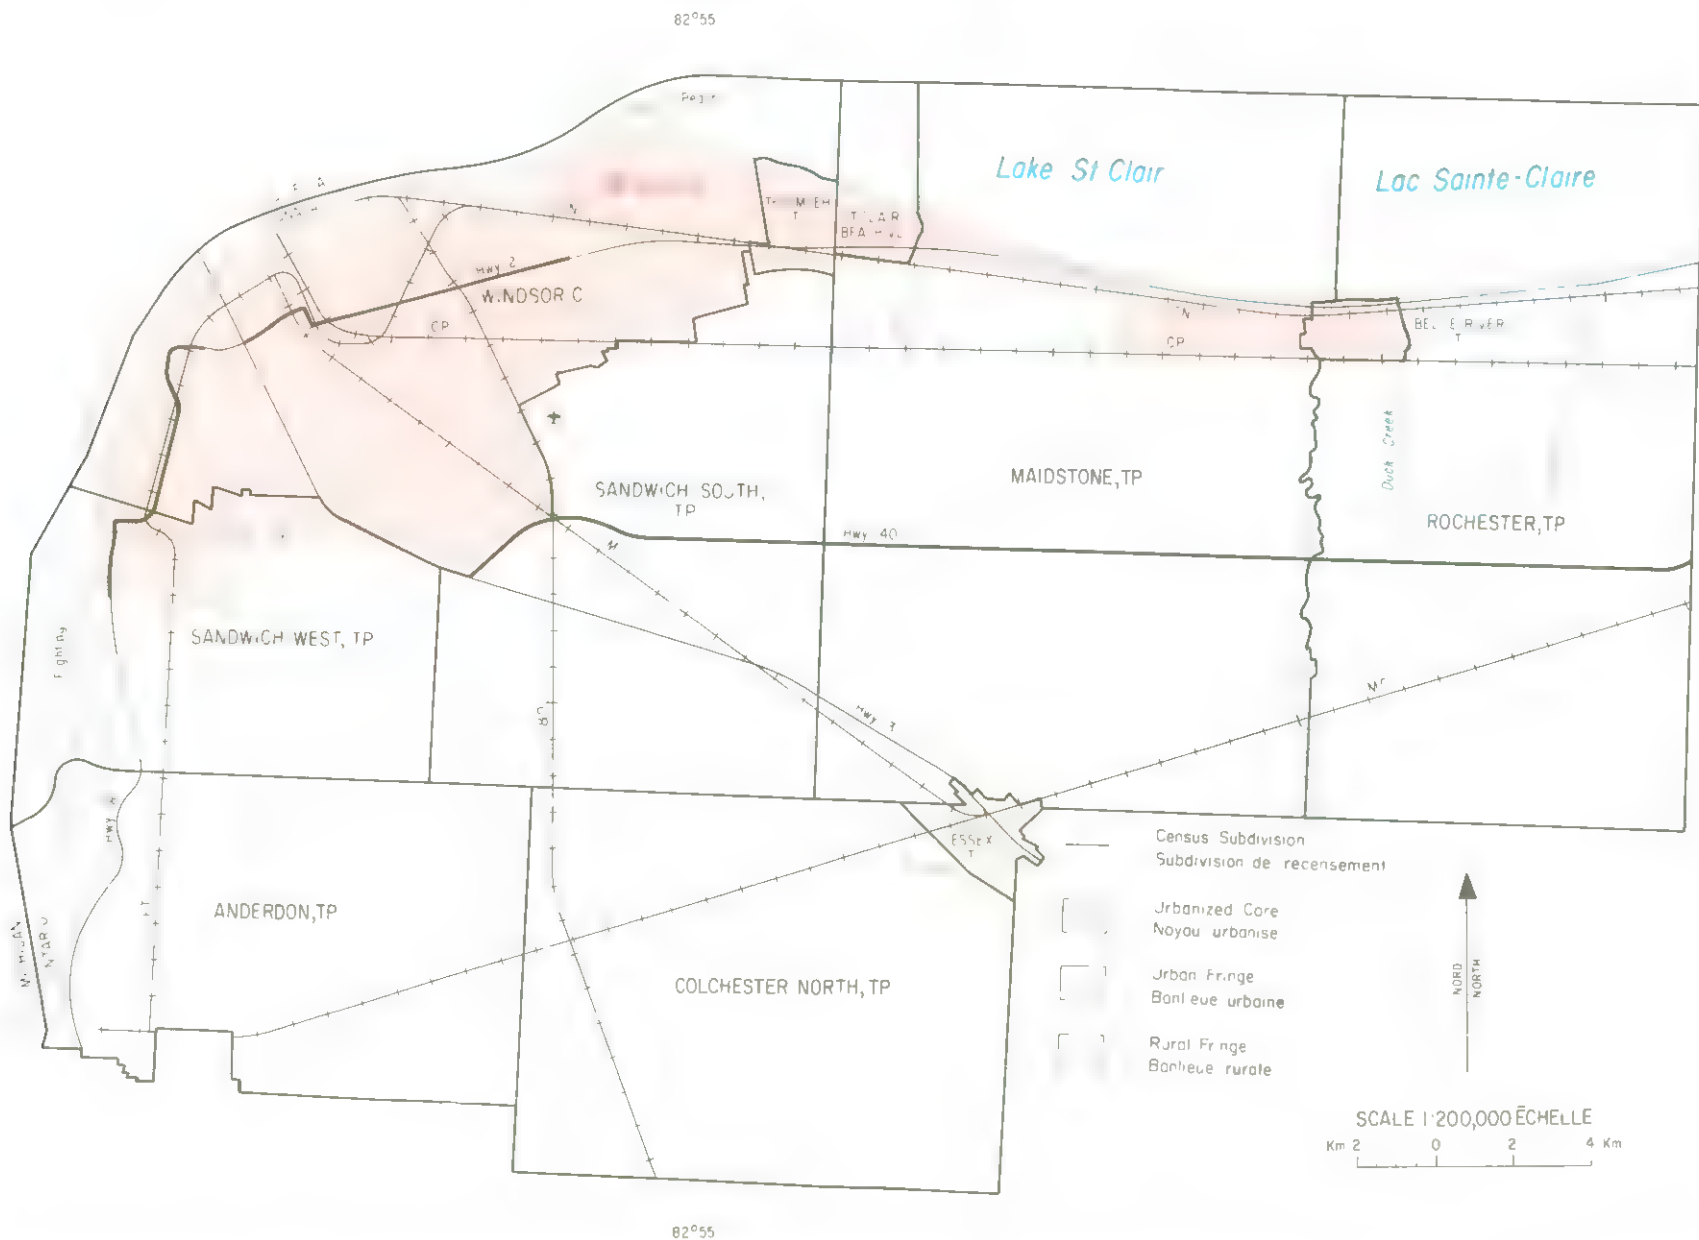 82°55
Lake St Clair
Lac Sainte-Claire
T
T
Hwy 2
WINDSOR C
N
CP
CN
CP
T
Duck Creek
SANDWICH SOUTH,
TP
MAIDSTONE, TP
ROCHESTER, TP
Hwy 40
SANDWICH WEST, TP
Fighting
Hwy 3
ESSEX
T
ANDERDON, TP
COLCHESTER NORTH, TP
Census Subdivision
Subdivision de recensement
Urbanized Core
Noyau urbanisé
Urban Fringe
Banlieue urbaine
Rural Fringe
Banlieue rurale
NORD
NORTH
SCALE 1:200,000 ÉCHELLE
Km 2 0 2 4 Km
82°55